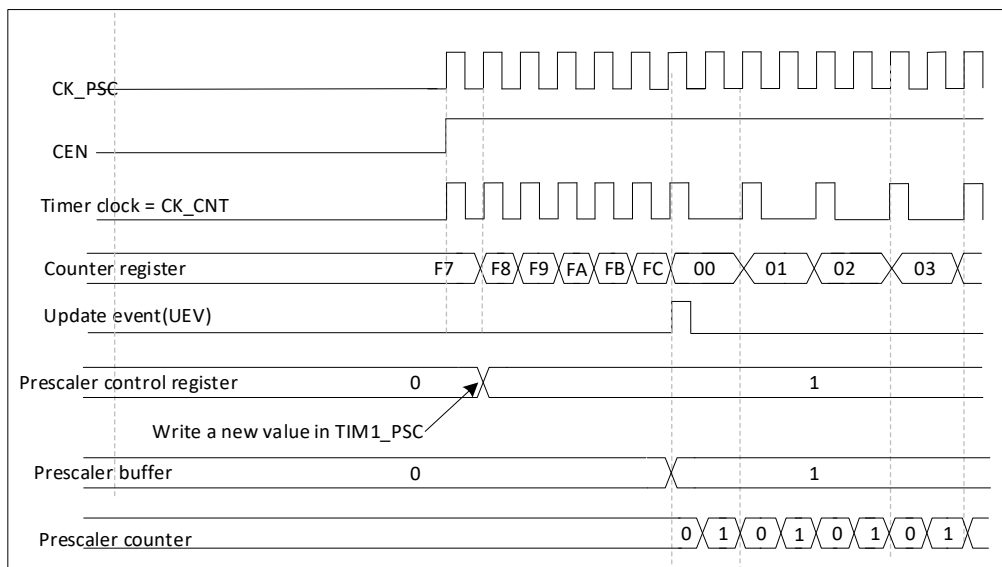 CK_PSC
CEN
Timer clock = CK_CNT
Counter register F7 F8 F9 FA FB FC 00 01 02 03
Update event(UEV)
Prescaler control register 0 1
Write a new value in TIM1_PSC
Prescaler buffer 0 1
Prescaler counter 0 1 0 1 0 1 0 1